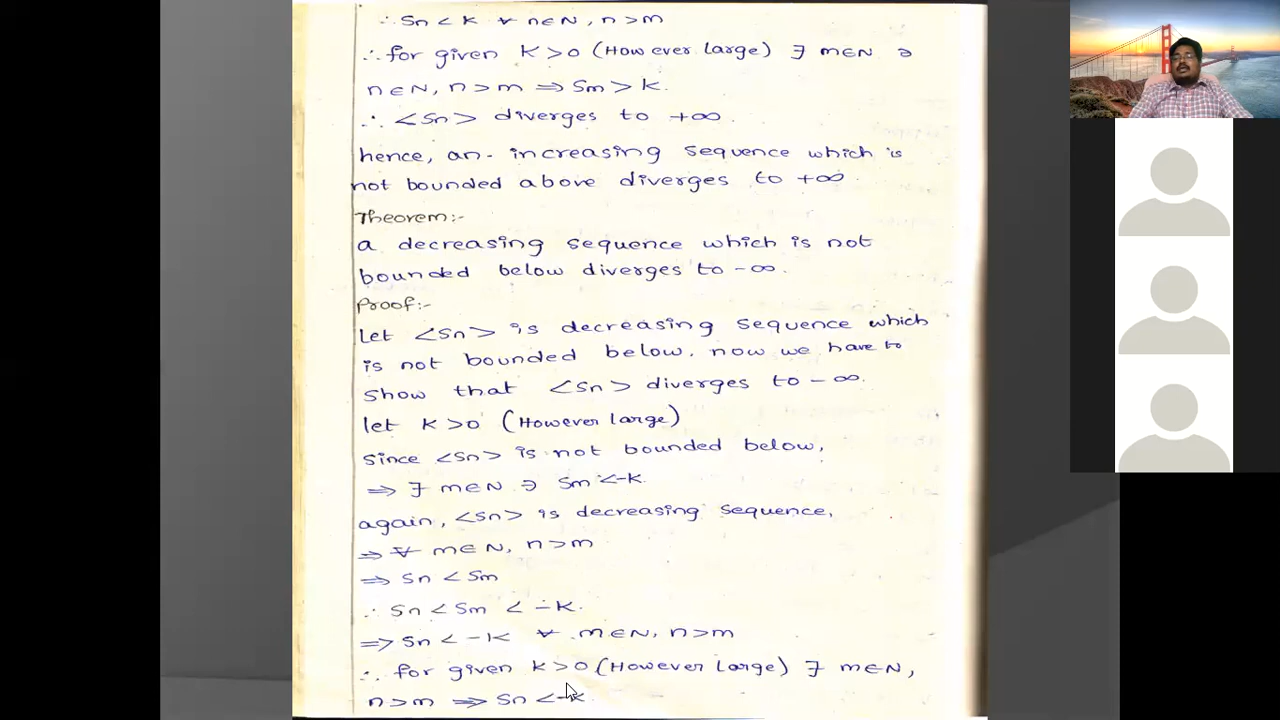 ∴ Sn < K ∀ n∈N, n>m
∴ for given K>0 (However large) ∃ m∈N ∋
n∈N, n>m ⇒ Sm > K.
∴ <Sn> diverges to +∞.
hence, an- increasing sequence which is
not bounded above diverges to +∞.
Theorem:-
a decreasing sequence which is not
bounded below diverges to -∞.
Proof:-
let <Sn> is decreasing sequence which
is not bounded below. now we have to
show that <Sn> diverges to -∞.
let K>0 (However large)
since <Sn> is not bounded below,
⇒ ∃ m∈N ∋ Sm <-K.
again, <Sn> is decreasing sequence,
⇒ ∀ m∈N, n>m
⇒ Sn < Sm
∴ Sn < Sm < -K.
⇒ Sn < -K ∀ m∈N, n>m
∴ for given K>0 (However large) ∃ m∈N,
n>m ⇒ Sn <-K.